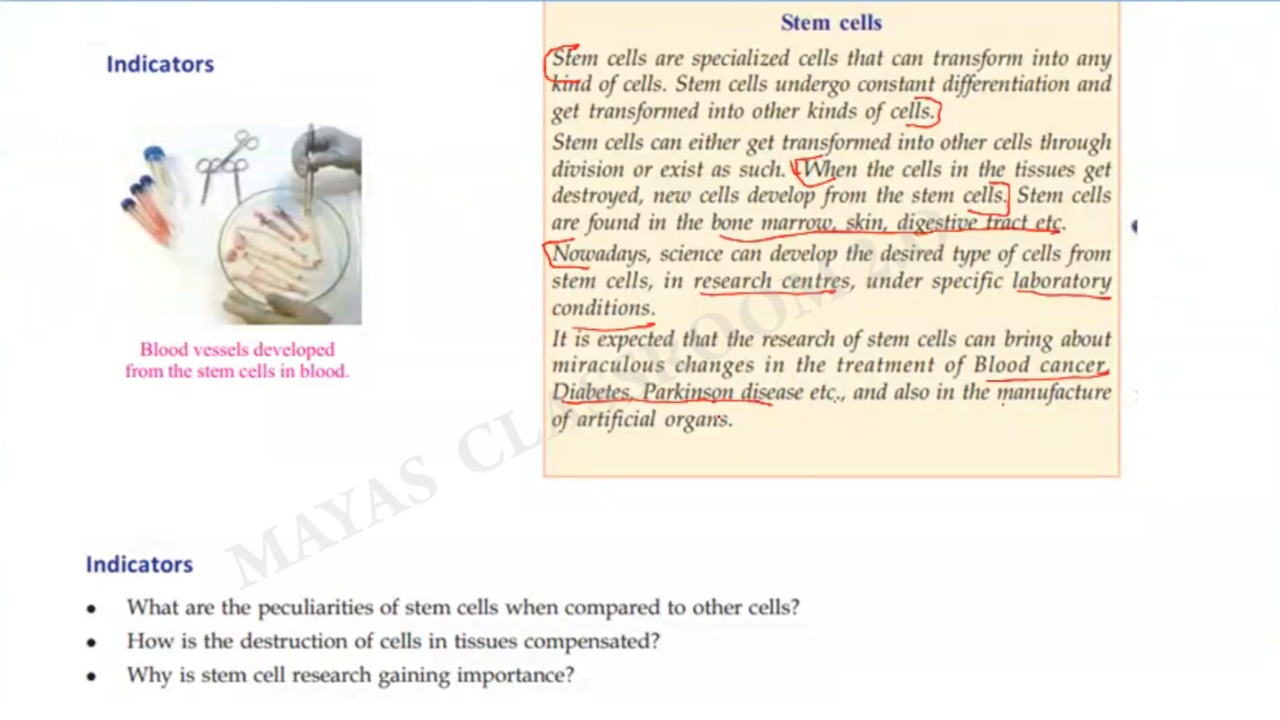 Indicators
Blood vessels developed
from the stem cells in blood.
Stem cells
Stem cells are specialized cells that can transform into any
kind of cells. Stem cells undergo constant differentiation and
get transformed into other kinds of cells.
Stem cells can either get transformed into other cells through
division or exist as such. When the cells in the tissues get
destroyed, new cells develop from the stem cells. Stem cells
are found in the bone marrow, skin, digestive tract etc.
Nowadays, science can develop the desired type of cells from
stem cells, in research centres, under specific laboratory
conditions.
It is expected that the research of stem cells can bring about
miraculous changes in the treatment of Blood cancer,
Diabetes, Parkinson disease etc., and also in the manufacture
of artificial organs.
MAYAS CLASSROOM 2.0
Indicators
• What are the peculiarities of stem cells when compared to other cells?
• How is the destruction of cells in tissues compensated?
• Why is stem cell research gaining importance?